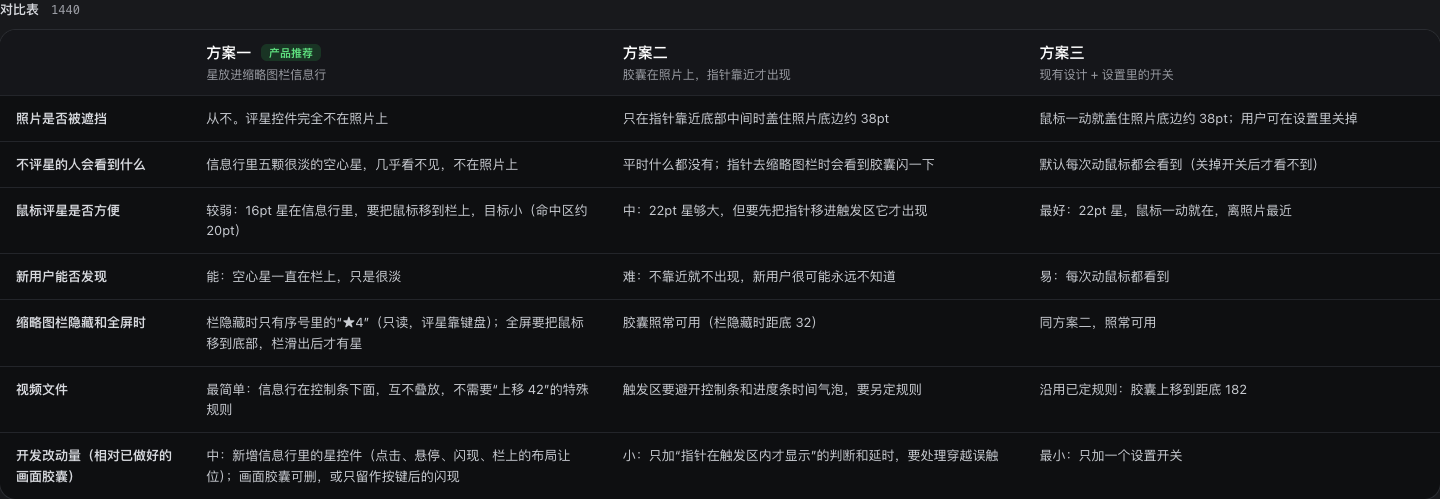 对比表 1440
方案一 产品推荐
星放进缩略图栏信息行
方案二
胶囊在照片上，指针靠近才出现
方案三
现有设计 + 设置里的开关
照片是否被遮挡
从不。评星控件完全不在照片上
只在指针靠近底部中间时盖住照片底边约 38pt
鼠标一动就盖住照片底边约 38pt；用户可在设置里关掉
不评星的人会看到什么
信息行里五颗很淡的空心星，几乎看不见，不在照片上
平时什么都没有；指针去缩略图栏时会看到胶囊闪一下
默认每次动鼠标都会看到（关掉开关后才看不到）
鼠标评星是否方便
较弱：16pt 星在信息行里，要把鼠标移到栏上，目标小（命中区约
20pt）
中：22pt 星够大，但要先把指针移进触发区它才出现
最好：22pt 星，鼠标一动就在，离照片最近
新用户能否发现
能：空心星一直在栏上，只是很淡
难：不靠近就不出现，新用户很可能永远不知道
易：每次动鼠标都看到
缩略图栏隐藏和全屏时
栏隐藏时只有序号里的“★4”（只读，评星靠键盘）；全屏要把鼠标
移到底部，栏滑出后才有星
胶囊照常可用（栏隐藏时距底 32）
同方案二，照常可用
视频文件
最简单：信息行在控制条下面，互不叠放，不需要“上移 42”的特殊
规则
触发区要避开控制条和进度条时间气泡，要另定规则
沿用已定规则：胶囊上移到距底 182
开发改动量（相对已做好的
画面胶囊）
中：新增信息行里的星控件（点击、悬停、闪现、栏上的布局让
位）；画面胶囊可删，或只留作按键后的闪现
小：只加“指针在触发区内才显示”的判断和延时，要处理穿越误触
最小：只加一个设置开关